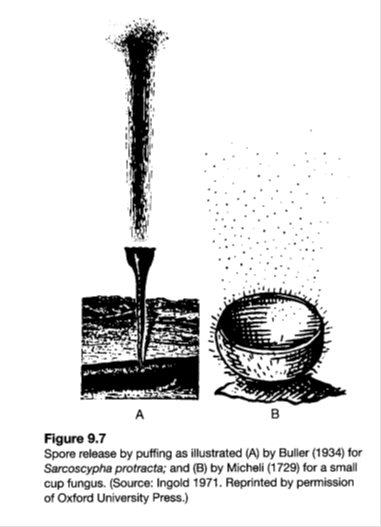 A
B
Figure 9.7
Spore release by puffing as illustrated (A) by Buller (1934) for
Sarcoscypha protracta; and (B) by Micheli (1729) for a small
cup fungus. (Source: Ingold 1971. Reprinted by permission
of Oxford University Press.)